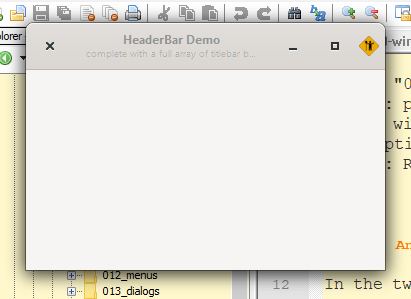 HeaderBar Demo
complete with a full array of titlebar b...
plorer
0-win
"0
: p
wi
pti
: R
An
012_menus
013_dialogs
12 In the tw